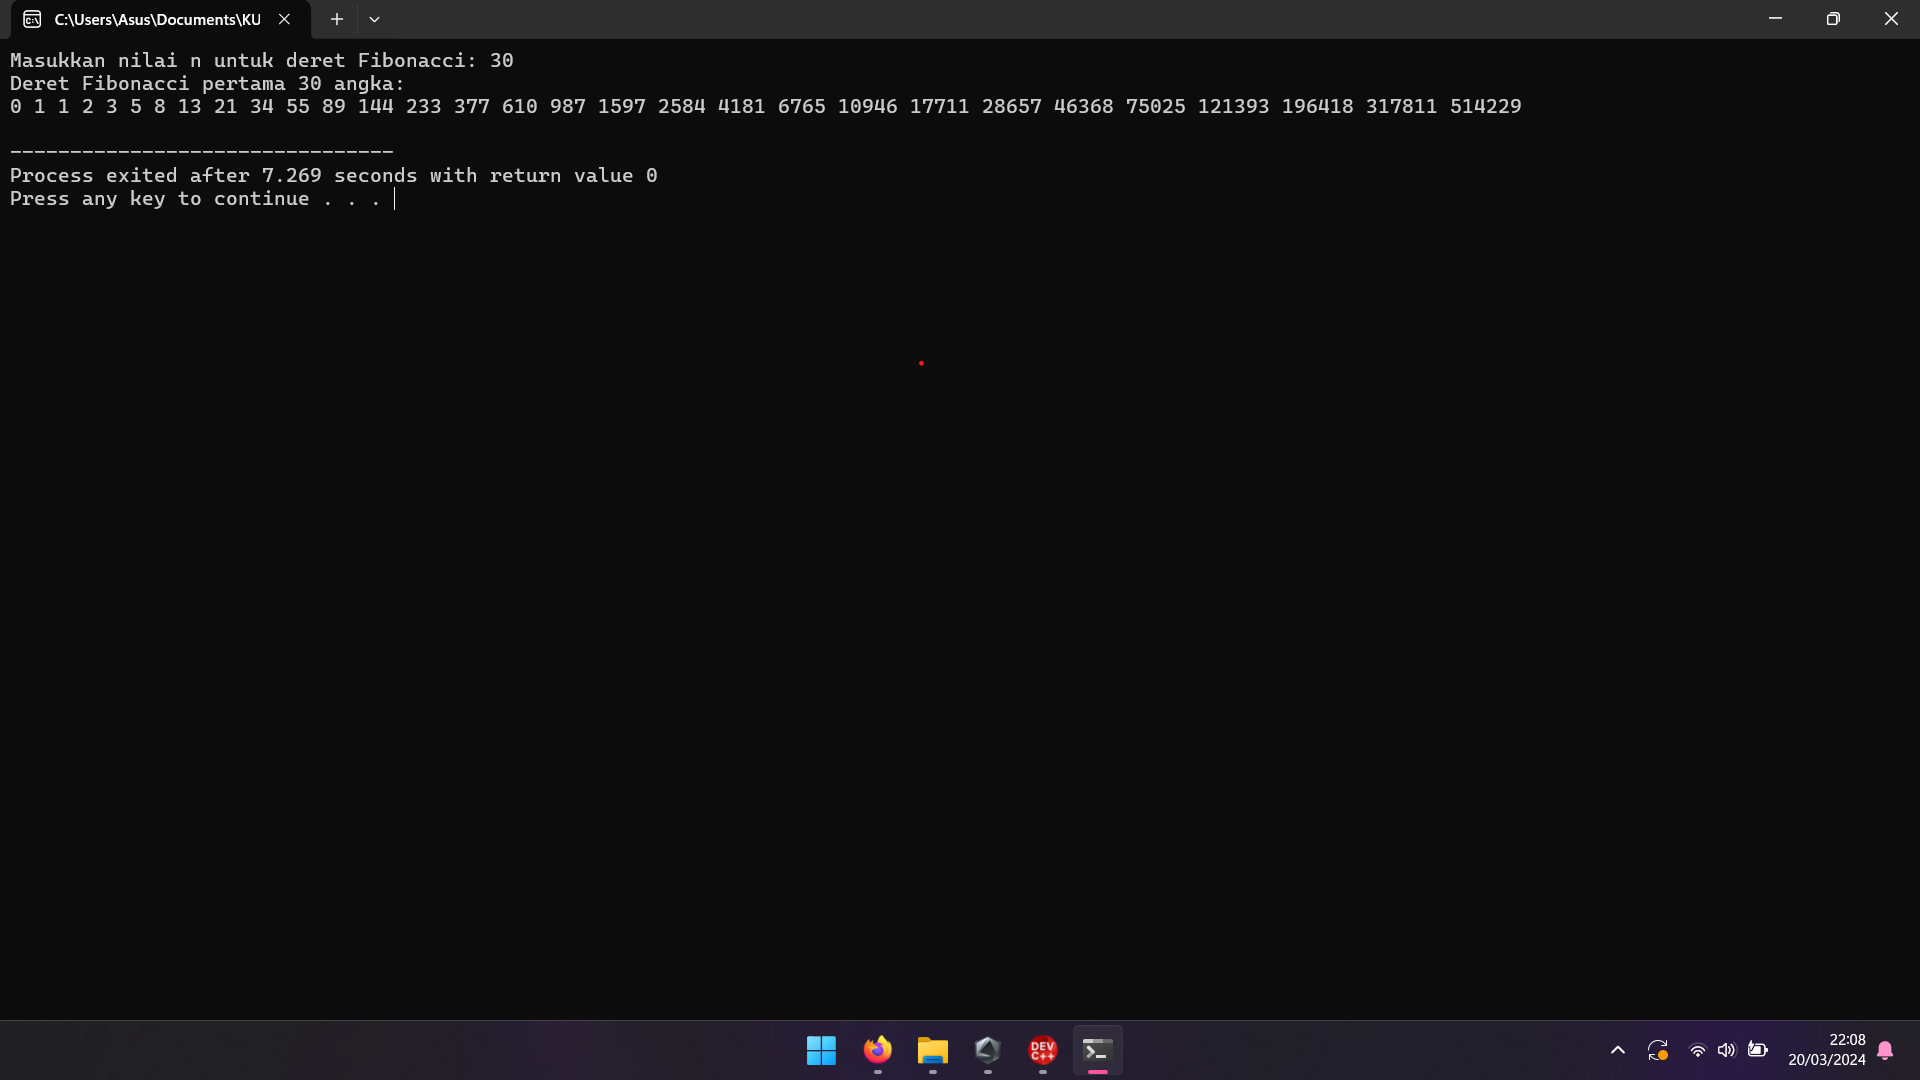 C:\Users\Asus\Documents\KU
Masukkan nilai n untuk deret Fibonacci: 30
Deret Fibonacci pertama 30 angka:
0 1 1 2 3 5 8 13 21 34 55 89 144 233 377 610 987 1597 2584 4181 6765 10946 17711 28657 46368 75025 121393 196418 317811 514229
--------------------------------
Process exited after 7.269 seconds with return value 0
Press any key to continue . . .
DEV
C++
22:08
20/03/2024